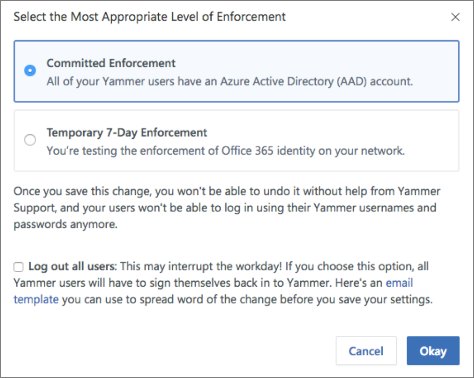 Select the Most Appropriate Level of Enforcement
Committed Enforcement
All of your Yammer users have an Azure Active Directory (AAD) account.
Temporary 7-Day Enforcement
You're testing the enforcement of Office 365 identity on your network.
Once you save this change, you won't be able to undo it without help from Yammer
Support, and your users won't be able to log in using their Yammer usernames and
passwords anymore.
Log out all users: This may interrupt the workday! If you choose this option, all
Yammer users will have to sign themselves back in to Yammer. Here's an email
template you can use to spread word of the change before you save your settings.
Cancel
Okay